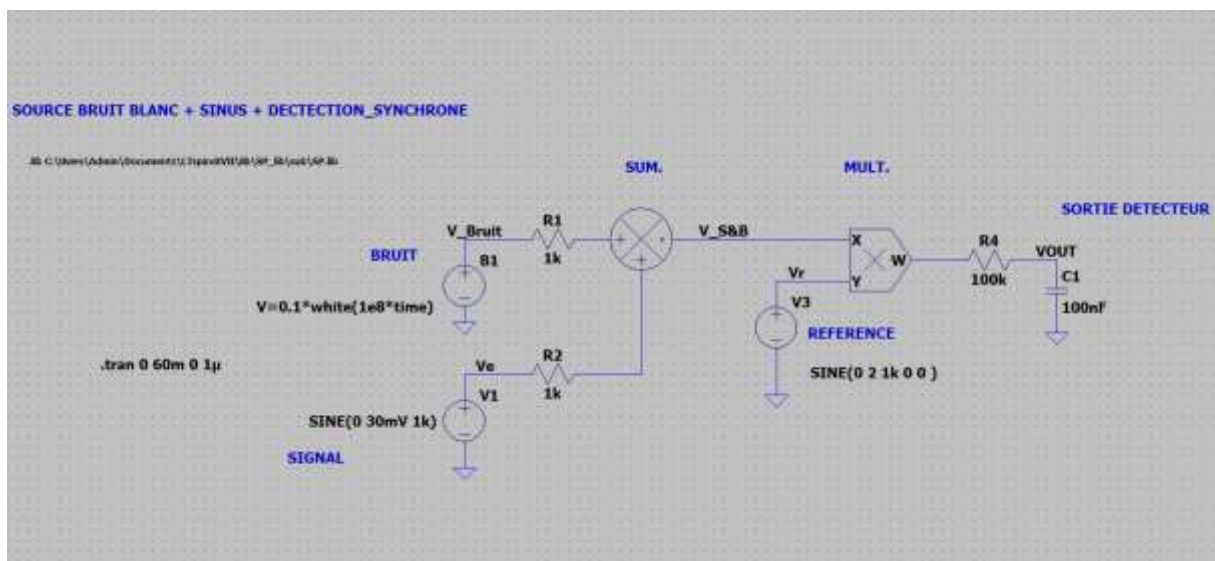 SOURCE BRUIT BLANC + SINUS + DECTECTION_SYNCHRONE
SUM.
MULT.
SORTIE DETECTEUR
V_Bruit
R1
1k
BRUIT
B1
V=0.1*white(1e8*time)
+
-
+
V_S&B
X
W
Y
R4
100k
VOUT
C1
100nF
Vr
V3
REFERENCE
SINE(0 2 1k 0 0 )
.tran 0 60m 0 1µ
Ve
R2
1k
V1
SINE(0 30mV 1k)
SIGNAL